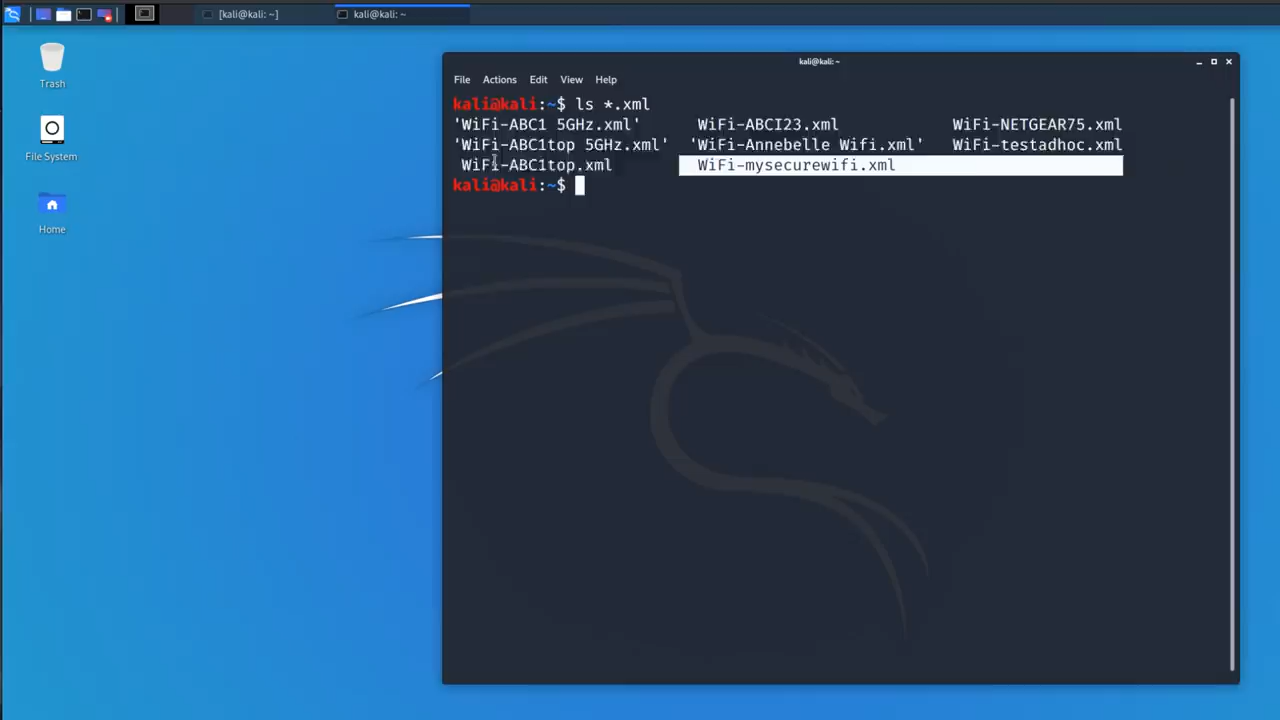 [kali@kali: ~] kali@kali: ~
Trash
File System
Home
kali@kali:~
File Actions Edit View Help
kali@kali:~$ ls *.xml
'WiFi-ABC1 5GHz.xml' WiFi-ABCI23.xml WiFi-NETGEAR75.xml
'WiFi-ABC1top 5GHz.xml' 'WiFi-Annebelle Wifi.xml' WiFi-testadhoc.xml
WiFi-ABC1top.xml WiFi-mysecurewifi.xml
kali@kali:~$